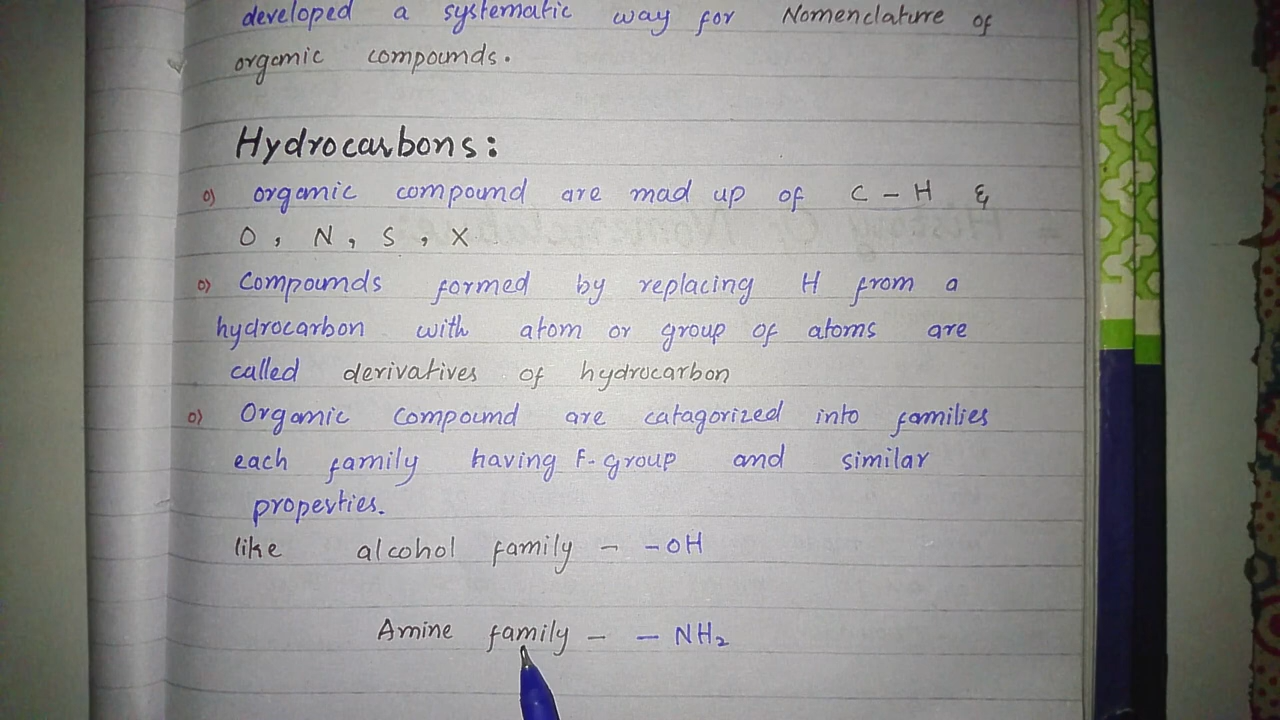 developed a systematic way for Nomenclature of
organic compounds.
Hydrocarbons:
o) organic compound are mad up of C - H &
O, N, S, X
o) Compounds formed by replacing H from a
hydrocarbon with atom or group of atoms are
called derivatives of hydrocarbon
o) Organic compound are catagorized into families
each family having F-group and similar
properties.
like alcohol family - -OH
Amine family - - NH₂